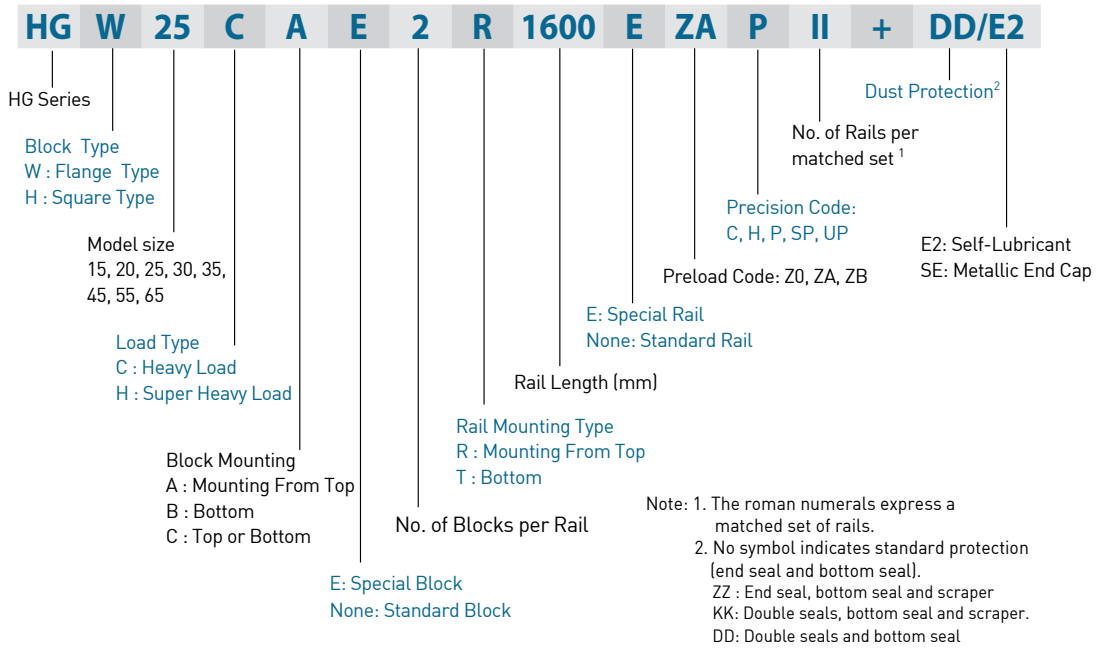 HG W 25 C A E 2 R 1600 E ZA P II + DD/E2
HG Series
Block Type
W : Flange Type
H : Square Type
Model size
15, 20, 25, 30, 35,
45, 55, 65
Load Type
C : Heavy Load
H : Super Heavy Load
Block Mounting
A : Mounting From Top
B : Bottom
C : Top or Bottom
E: Special Block
None: Standard Block
No. of Blocks per Rail
Rail Mounting Type
R : Mounting From Top
T : Bottom
Rail Length (mm)
E: Special Rail
None: Standard Rail
Preload Code: Z0, ZA, ZB
Precision Code:
C, H, P, SP, UP
No. of Rails per
matched set 1
Dust Protection2
E2: Self-Lubricant
SE: Metallic End Cap
Note: 1. The roman numerals express a
matched set of rails.
2. No symbol indicates standard protection
(end seal and bottom seal).
ZZ : End seal, bottom seal and scraper
KK: Double seals, bottom seal and scraper.
DD: Double seals and bottom seal